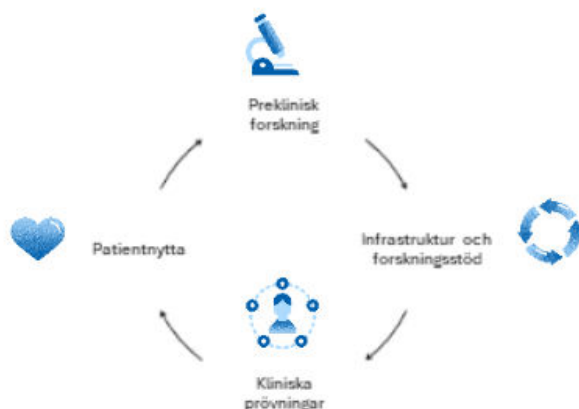 Preklinisk
forskning
Patientnytta
Infrastruktur och
forskningsstöd
Kliniska
prövningar